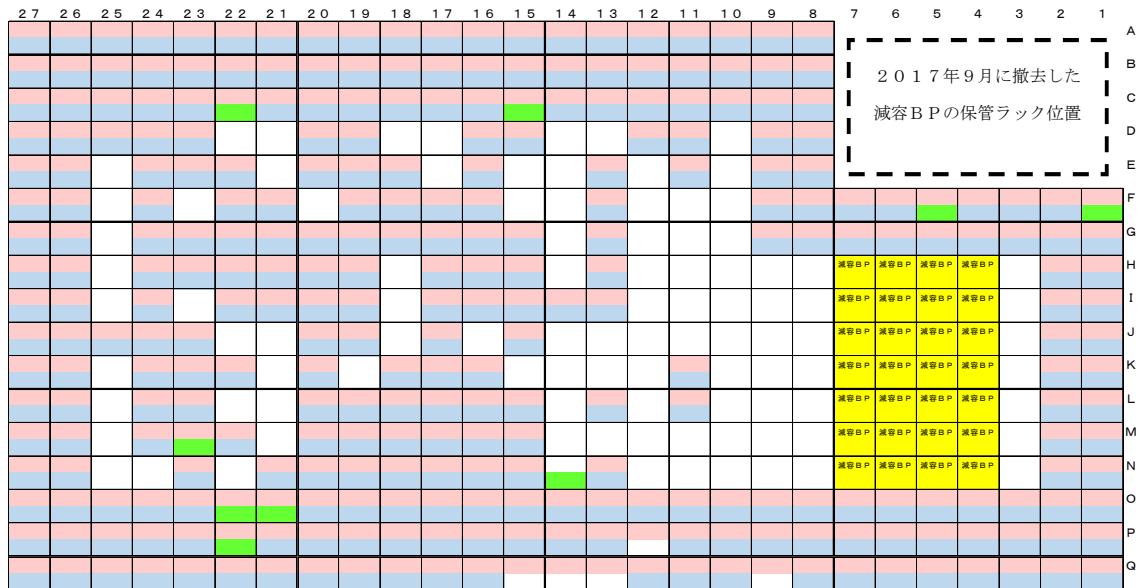 27 26 25 24 23 22 21 20 19 18 17 16 15 14 13 12 11 10 9 8 7 6 5 4 3 2 1
A
B
２０１７年９月に撤去した
C
減容ＢＰの保管ラック位置
D
E
F
G
減容ＢＰ 減容ＢＰ 減容ＢＰ 減容ＢＰ H
減容ＢＰ 減容ＢＰ 減容ＢＰ 減容ＢＰ I
減容ＢＰ 減容ＢＰ 減容ＢＰ 減容ＢＰ J
減容ＢＰ 減容ＢＰ 減容ＢＰ 減容ＢＰ K
減容ＢＰ 減容ＢＰ 減容ＢＰ 減容ＢＰ L
減容ＢＰ 減容ＢＰ 減容ＢＰ 減容ＢＰ M
減容ＢＰ 減容ＢＰ 減容ＢＰ 減容ＢＰ N
O
P
Q